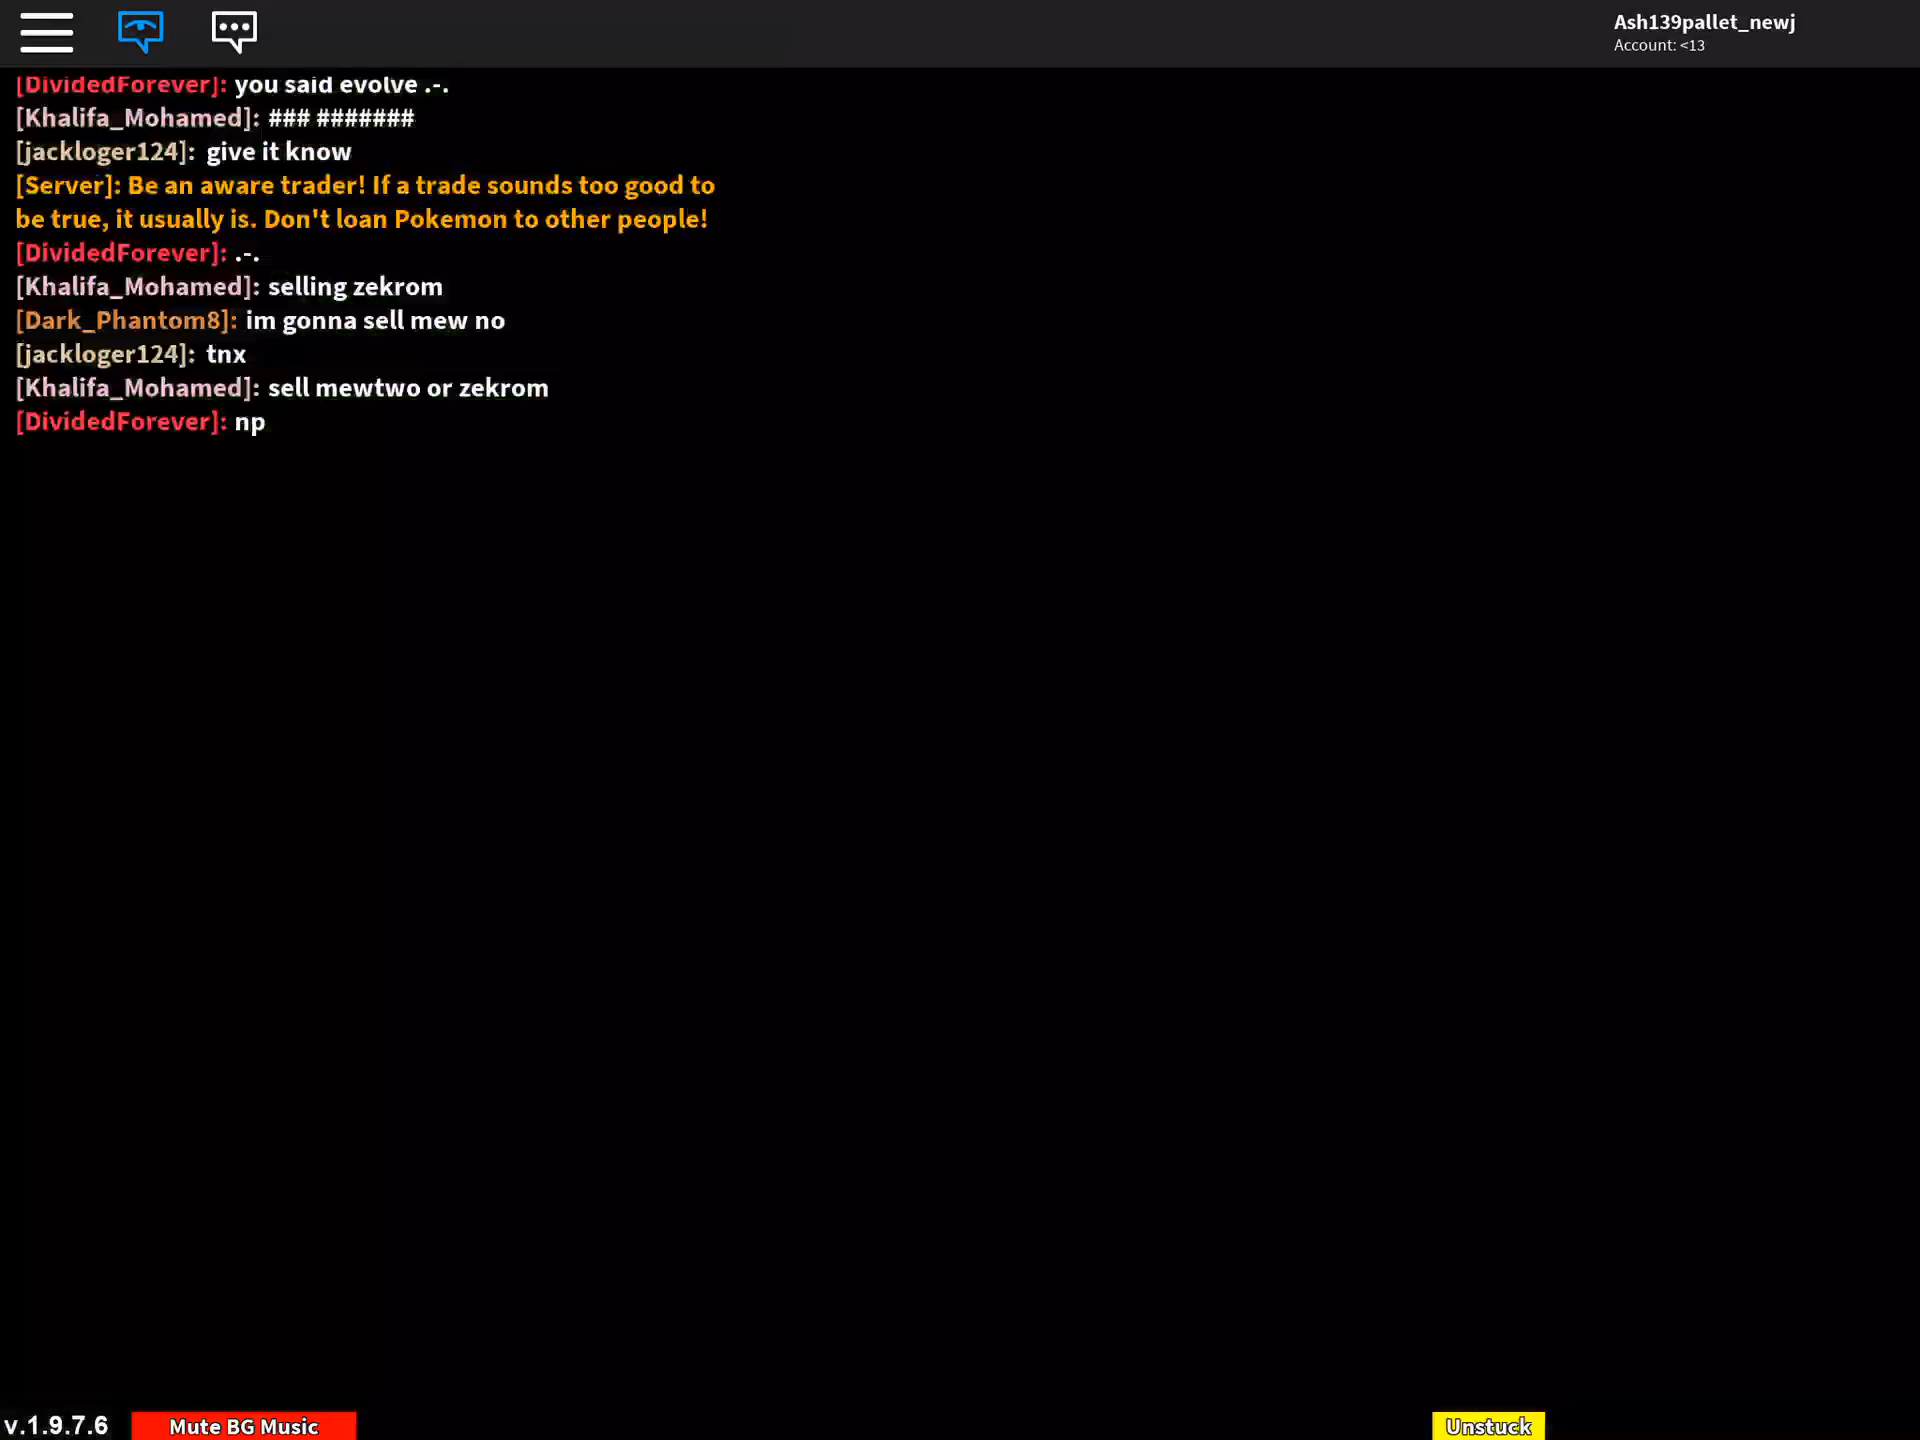 Ash139pallet_newj
Account: <13
[DividedForever]: you said evolve .-.
[Khalifa_Mohamed]: ### #######
[jackloger124]: give it know
[Server]: Be an aware trader! If a trade sounds too good to
be true, it usually is. Don't loan Pokemon to other people!
[DividedForever]: .-.
[Khalifa_Mohamed]: selling zekrom
[Dark_Phantom8]: im gonna sell mew no
[jackloger124]: tnx
[Khalifa_Mohamed]: sell mewtwo or zekrom
[DividedForever]: np
v.1.9.7.6
Mute BG Music
Unstuck